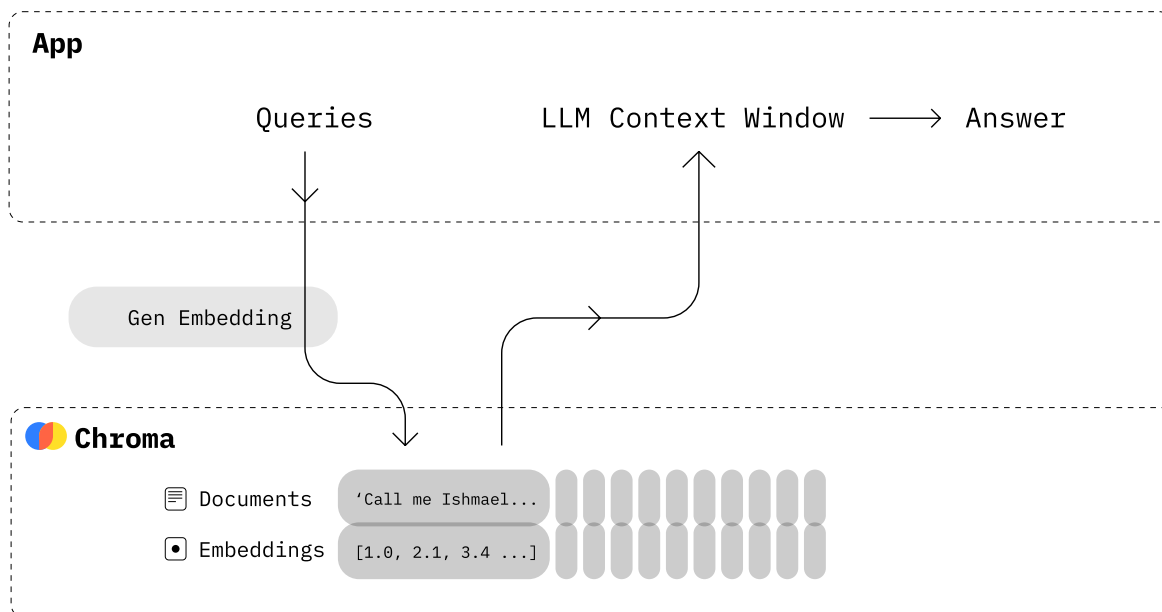 App
Queries
LLM Context Window
Answer
Gen Embedding
Chroma
Documents
‘Call me Ishmael...
Embeddings
[1.0, 2.1, 3.4 ...]